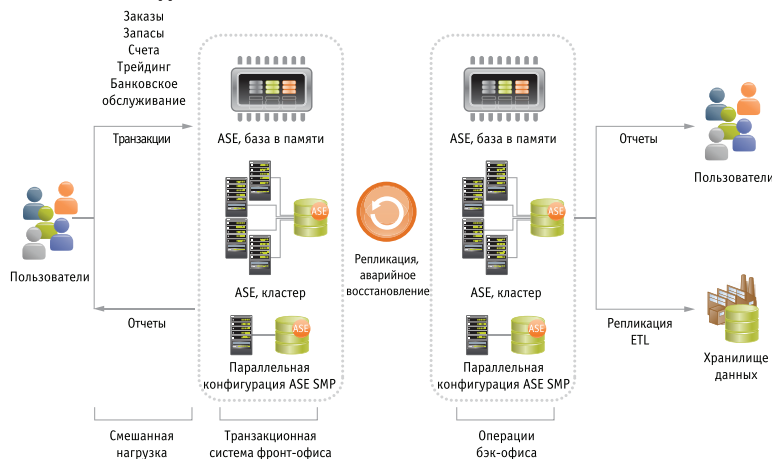 Заказы
Запасы
Счета
Трейдинг
Банковское
обслуживание
Транзакции
Пользователи
Отчеты
ASE, база в памяти
ASE
ASE, кластер
ASE
Параллельная
конфигурация ASE SMP
Репликация,
аварийное
восстановление
ASE, база в памяти
ASE
ASE, кластер
ASE
Параллельная
конфигурация ASE SMP
Отчеты
Пользователи
Репликация
ETL
Хранилище
данных
Смешанная
нагрузка
Транзакционная
система фронт-офиса
Операции
бэк-офиса